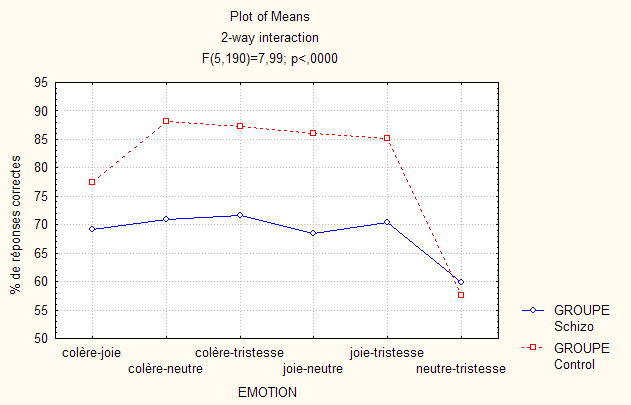 Plot of Means
2-way interaction
F(5,190)=7,99; p<,0000
% de réponses correctes
95
90
85
80
75
70
65
60
55
50
colère-joie
colère-neutre
colère-tristesse
joie-neutre
joie-tristesse
neutre-tristesse
EMOTION
GROUPE
Schizo
GROUPE
Control